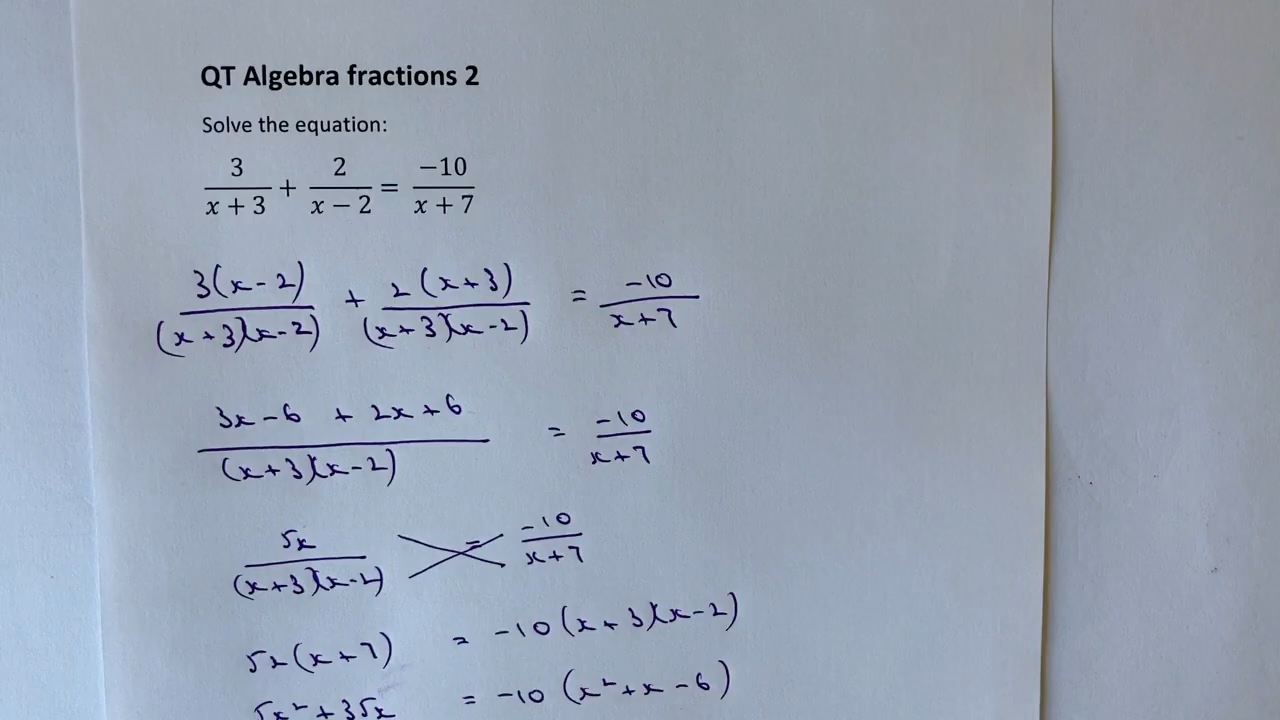 QT Algebra fractions 2
Solve the equation:
3/(x + 3) + 2/(x − 2) = −10/(x + 7)
3(x-2)/(x+3)(x-2) + 2(x+3)/(x+3)(x-2) = -10/x+7
3x-6 + 2x+6/(x+3)(x-2) = -10/x+7
5x/(x+3)(x-2) = -10/x+7
5x(x+7) = -10(x+3)(x-2)
5x²+35x = -10(x²+x-6)